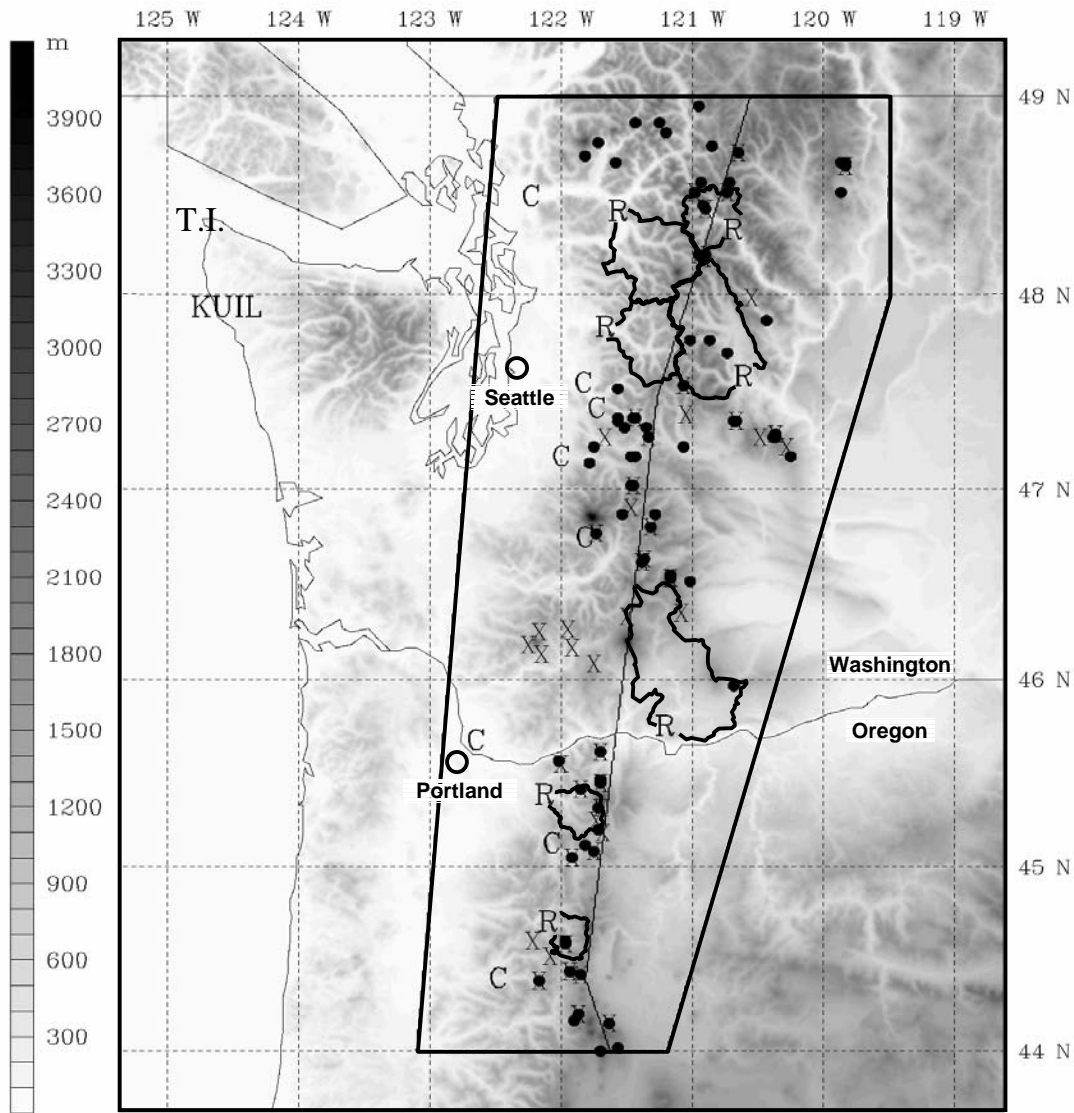 125 W 124 W 123 W 122 W 121 W 120 W 119 W
m
49 N
3900
3600
C
T.I.
R
R
3300
48 N
KUIL
3000
R
R
C
Seattle
2700
C
X
X
X
X
C
2400
47 N
X
C
2100
X
X
X
X
X
X
1800
X
Washington
46 N
R
Oregon
1500
C
Portland
R
1200
C
45 N
900
R
X
X
600
C
300
44 N